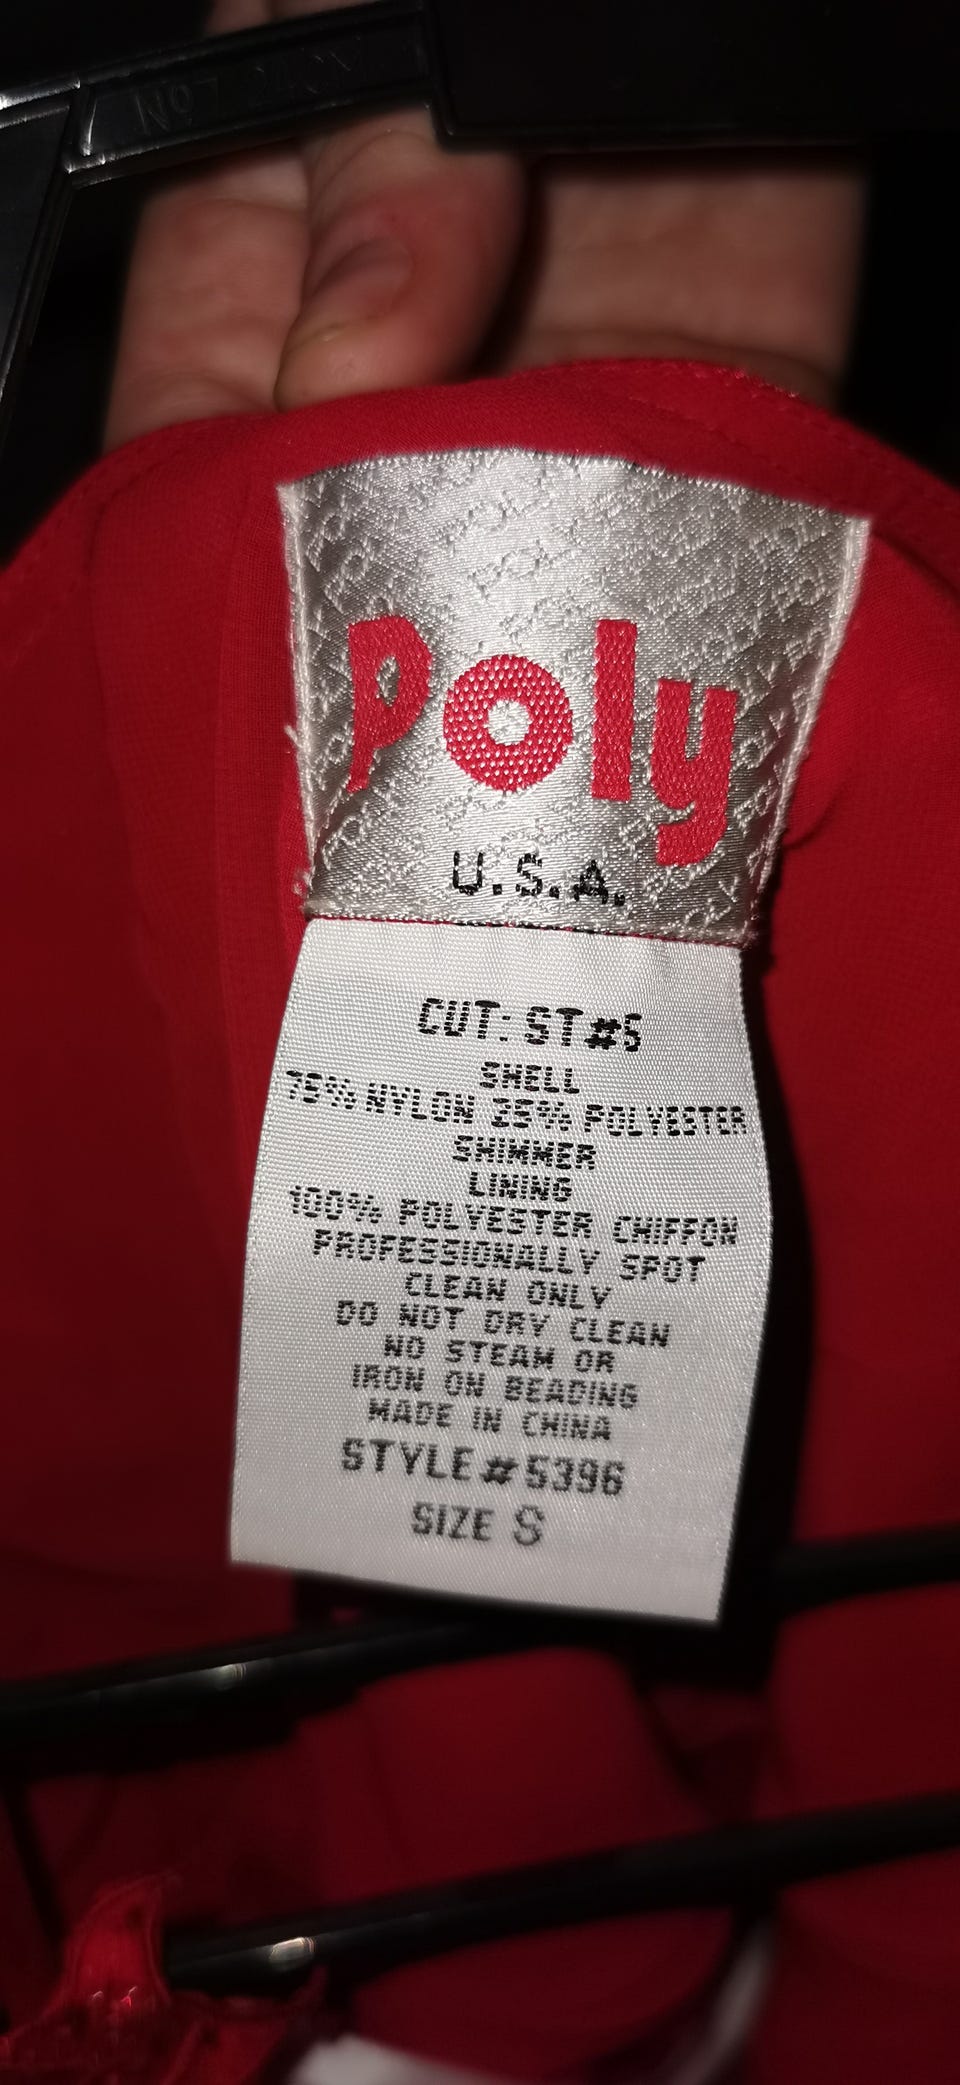 Poly
U.S.A.
CUT: ST#5
SHELL
75% NYLON 25% POLYESTER
SHIMMER
LINING
100% POLYESTER CHIFFON
PROFESSIONALLY SPOT
CLEAN ONLY
DO NOT DRY CLEAN
NO STEAM OR
IRON ON BEADING
MADE IN CHINA
STYLE#5396
SIZE S